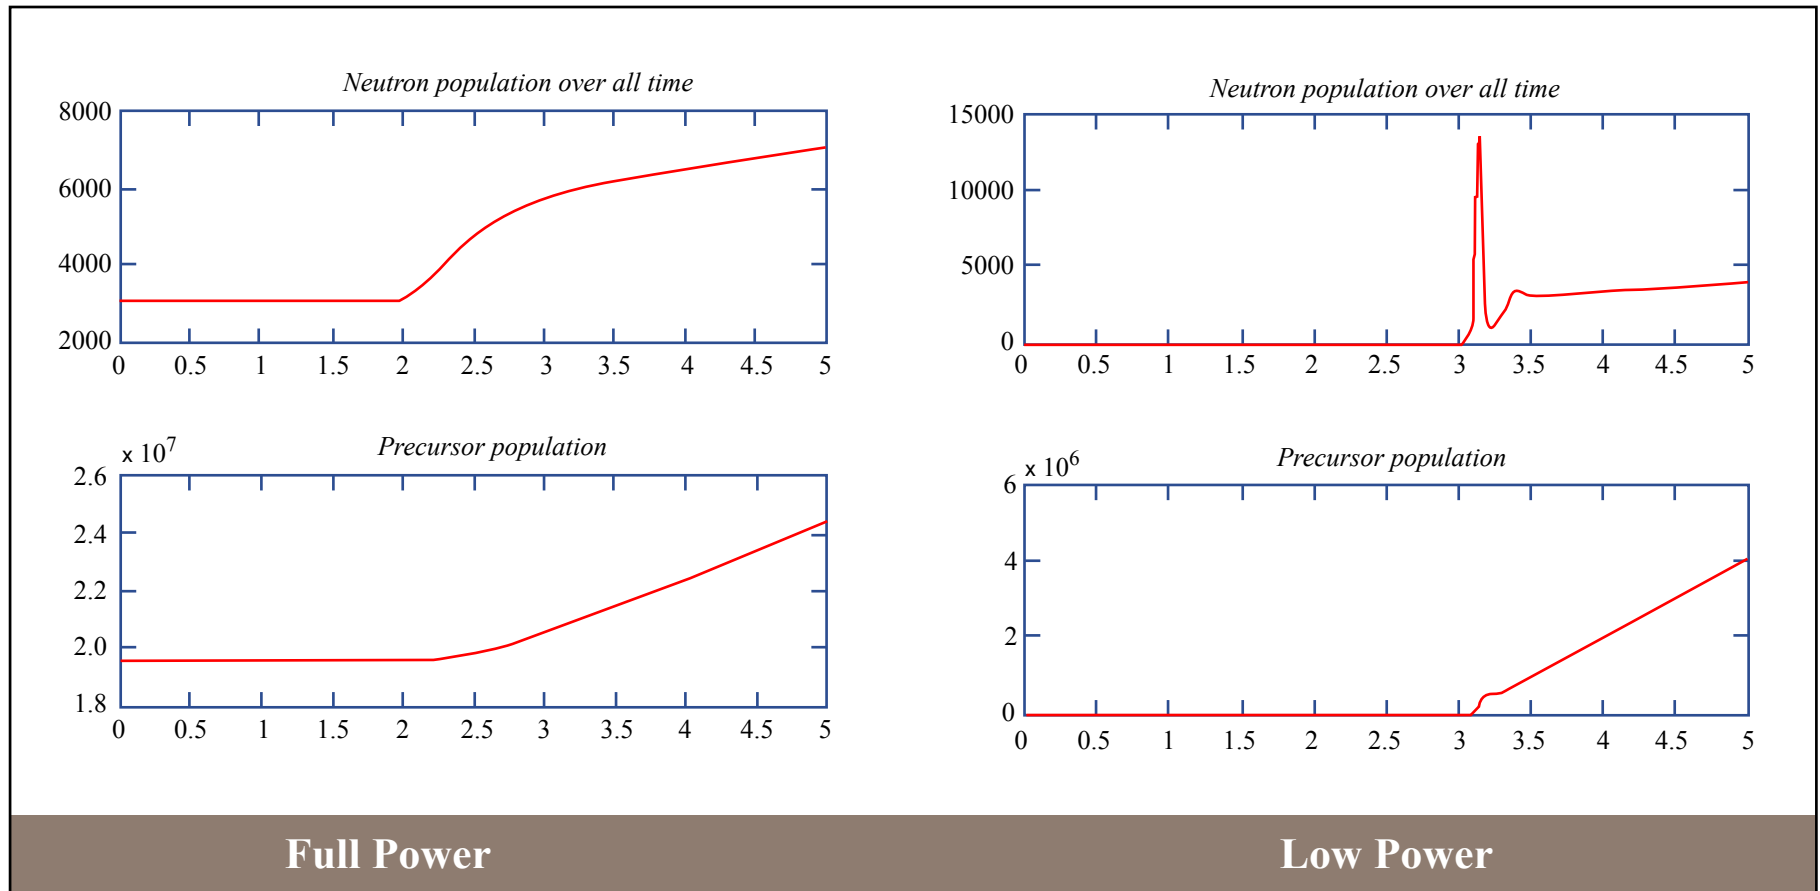 Neutron population over all time
8000
6000
4000
2000
0 0.5 1 1.5 2 2.5 3 3.5 4 4.5 5
Precursor population
x 10^7
2.6
2.4
2.2
2.0
1.8
0 0.5 1 1.5 2 2.5 3 3.5 4 4.5 5
Full Power
Neutron population over all time
15000
10000
5000
0
0 0.5 1 1.5 2 2.5 3 3.5 4 4.5 5
Precursor population
x 10^6
6
4
2
0
0 0.5 1 1.5 2 2.5 3 3.5 4 4.5 5
Low Power